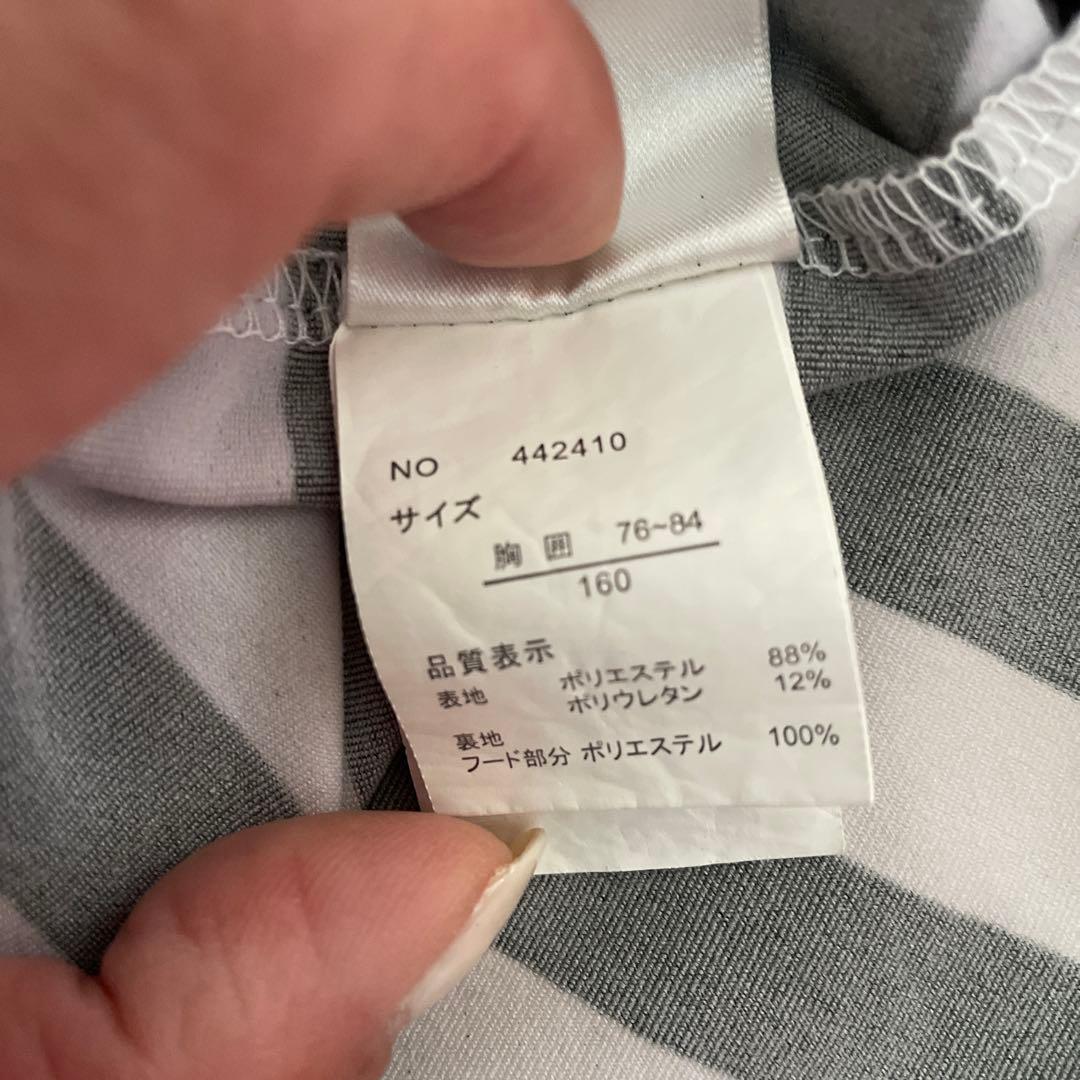 NO 442410
サイズ
胸囲 76~84
160
品質表示
表地 ポリエステル 88%
ポリウレタン 12%
裏地
フード部分 ポリエステル 100%